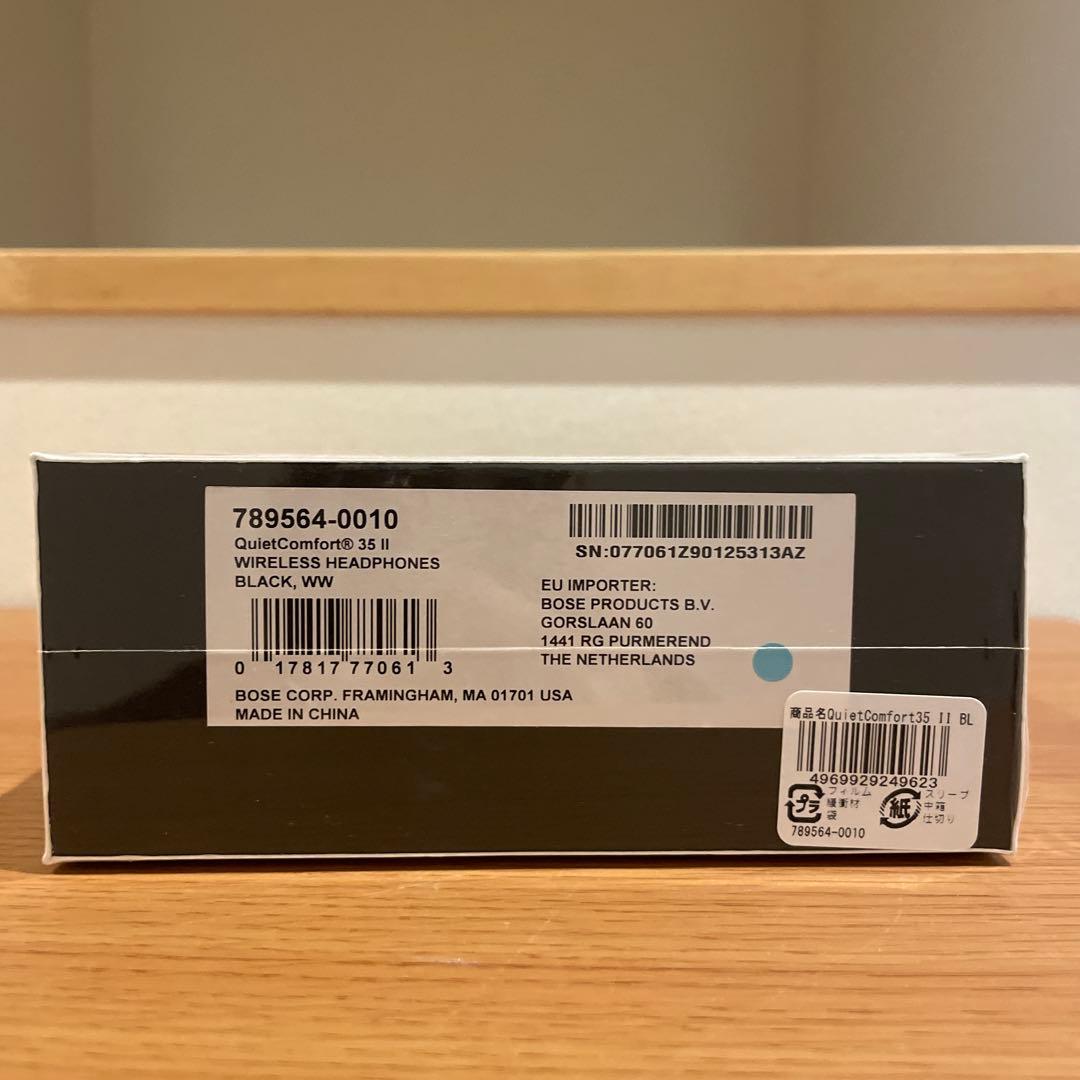 789564-0010
QuietComfort® 35 II
WIRELESS HEADPHONES
BLACK, WW
0 17817 77061 3
BOSE CORP. FRAMINGHAM, MA 01701 USA
MADE IN CHINA
SN:077061Z90125313AZ
EU IMPORTER:
BOSE PRODUCTS B.V.
GORSLAAN 60
1441 RG PURMEREND
THE NETHERLANDS
商品名QuietComfort35 II BL
4969929249623
プラ
フィルム
緩衝材
袋
紙
スリーブ
中箱
仕切り
789564-0010